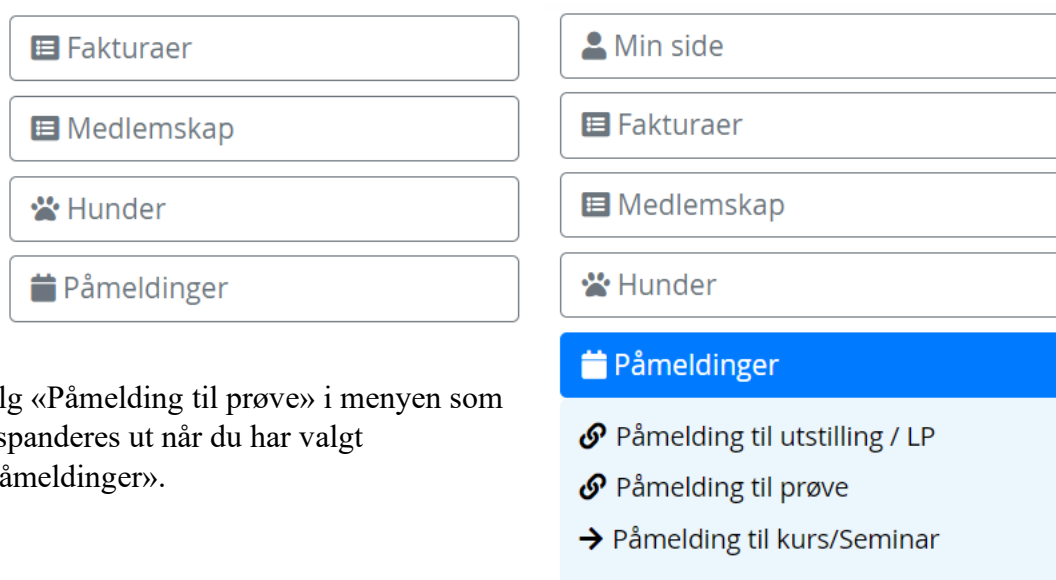 Fakturaer
Medlemskap
Hunder
Påmeldinger
lg «Påmelding til prøve» i menyen som
spanderes ut når du har valgt
åmeldinger».
Min side
Fakturaer
Medlemskap
Hunder
Påmeldinger
Påmelding til utstilling / LP
Påmelding til prøve
Påmelding til kurs/Seminar